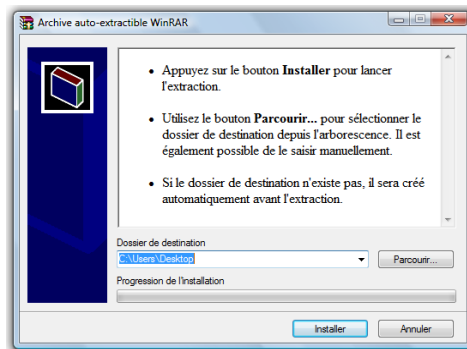 Archive auto-extractible WinRAR
• Appuyez sur le bouton Installer pour lancer
l'extraction.
• Utilisez le bouton Parcourir... pour sélectionner le
dossier de destination depuis l'arborescence. Il est
également possible de le saisir manuellement.
• Si le dossier de destination n'existe pas, il sera créé
automatiquement avant l'extraction.
Dossier de destination
C:\Users\Desktop
Parcourir...
Progression de l'installation
Installer Annuler